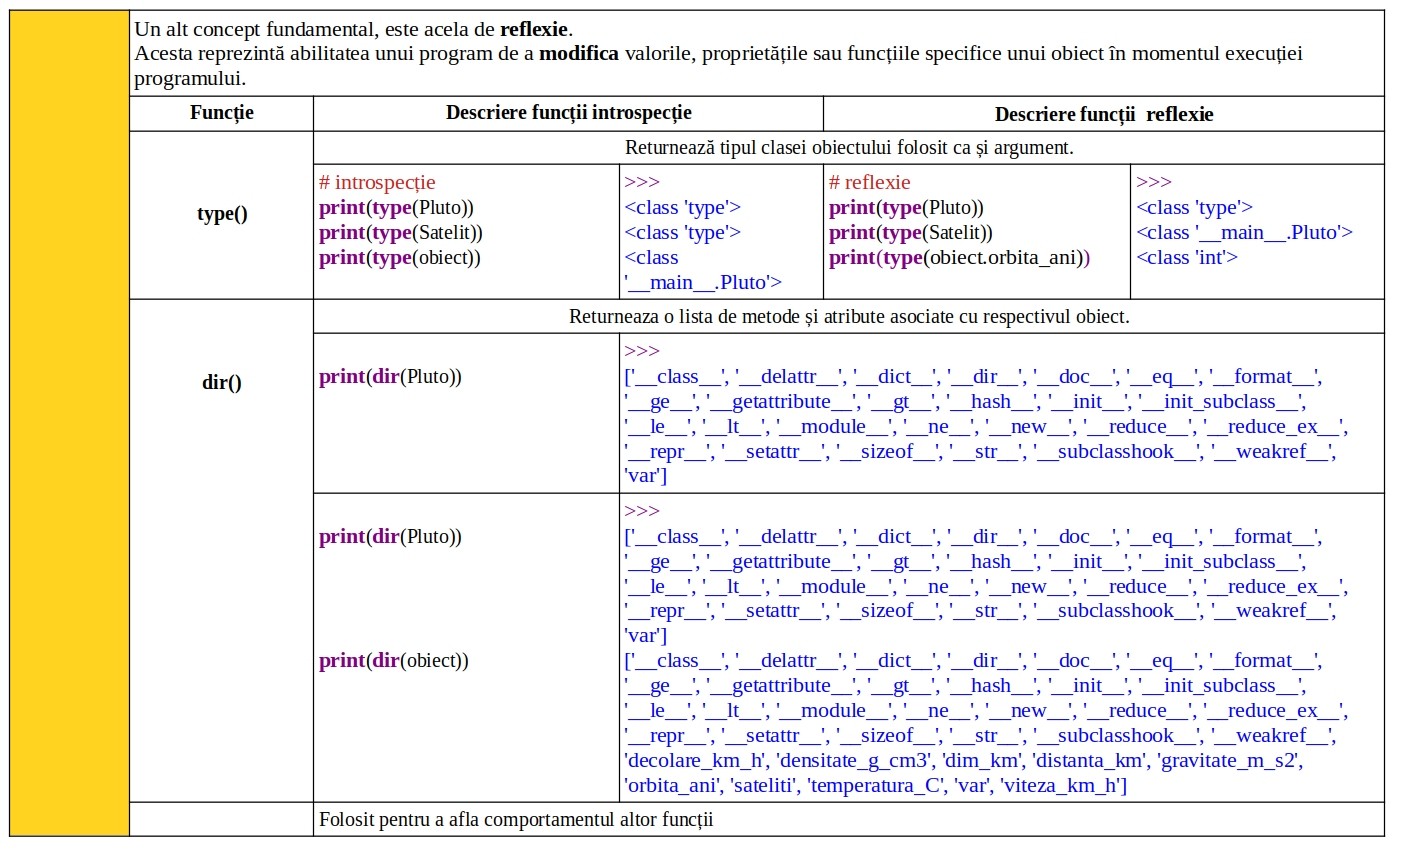 Un alt concept fundamental, este acela de reflexie.
Acesta reprezintă abilitatea unui program de a modifica valorile, proprietățile sau funcțiile specifice unui obiect în momentul execuției
programului.
Funcție
Descriere funcții introspecție
Descriere funcții  reflexie
type()
Returnează tipul clasei obiectului folosit ca și argument.
# introspecție
print(type(Pluto))
print(type(Satelit))
print(type(obiect))
>>>
<class 'type'>
<class 'type'>
<class
'__main__.Pluto'>
# reflexie
print(type(Pluto))
print(type(Satelit))
print(type(obiect.orbita_ani))
>>>
<class 'type'>
<class '__main__.Pluto'>
<class 'int'>
dir()
Returneaza o lista de metode și atribute asociate cu respectivul obiect.
print(dir(Pluto))
>>>
['__class__', '__delattr__', '__dict__', '__dir__', '__doc__', '__eq__', '__format__',
'__ge__', '__getattribute__', '__gt__', '__hash__', '__init__', '__init_subclass__',
'__le__', '__lt__', '__module__', '__ne__', '__new__', '__reduce__', '__reduce_ex__',
'__repr__', '__setattr__', '__sizeof__', '__str__', '__subclasshook__', '__weakref__',
'var']
print(dir(Pluto))
>>>
['__class__', '__delattr__', '__dict__', '__dir__', '__doc__', '__eq__', '__format__',
'__ge__','__getattribute__', '__gt__', '__hash__', '__init__', '__init_subclass__',
'__le__', '__lt__', '__module__', '__ne__', '__new__', '__reduce__', '__reduce_ex__',
'__repr__', '__setattr__', '__sizeof__', '__str__', '__subclasshook__', '__weakref__',
'var']
print(dir(obiect))
['__class__', '__delattr__', '__dict__', '__dir__', '__doc__', '__eq__', '__format__',
'__ge__', '__getattribute__', '__gt__', '__hash__', '__init__', '__init_subclass__',
'__le__', '__lt__', '__module__', '__ne__', '__new__', '__reduce__', '__reduce_ex__',
'__repr__', '__setattr__', '__sizeof__', '__str__', '__subclasshook__', '__weakref__',
'decolare_km_h', 'densitate_g_cm3', 'dim_km', 'distanta_km', 'gravitate_m_s2',
'orbita_ani', 'sateliti', 'temperatura_C', 'var', 'viteza_km_h']
Folosit pentru a afla comportamentul altor funcții